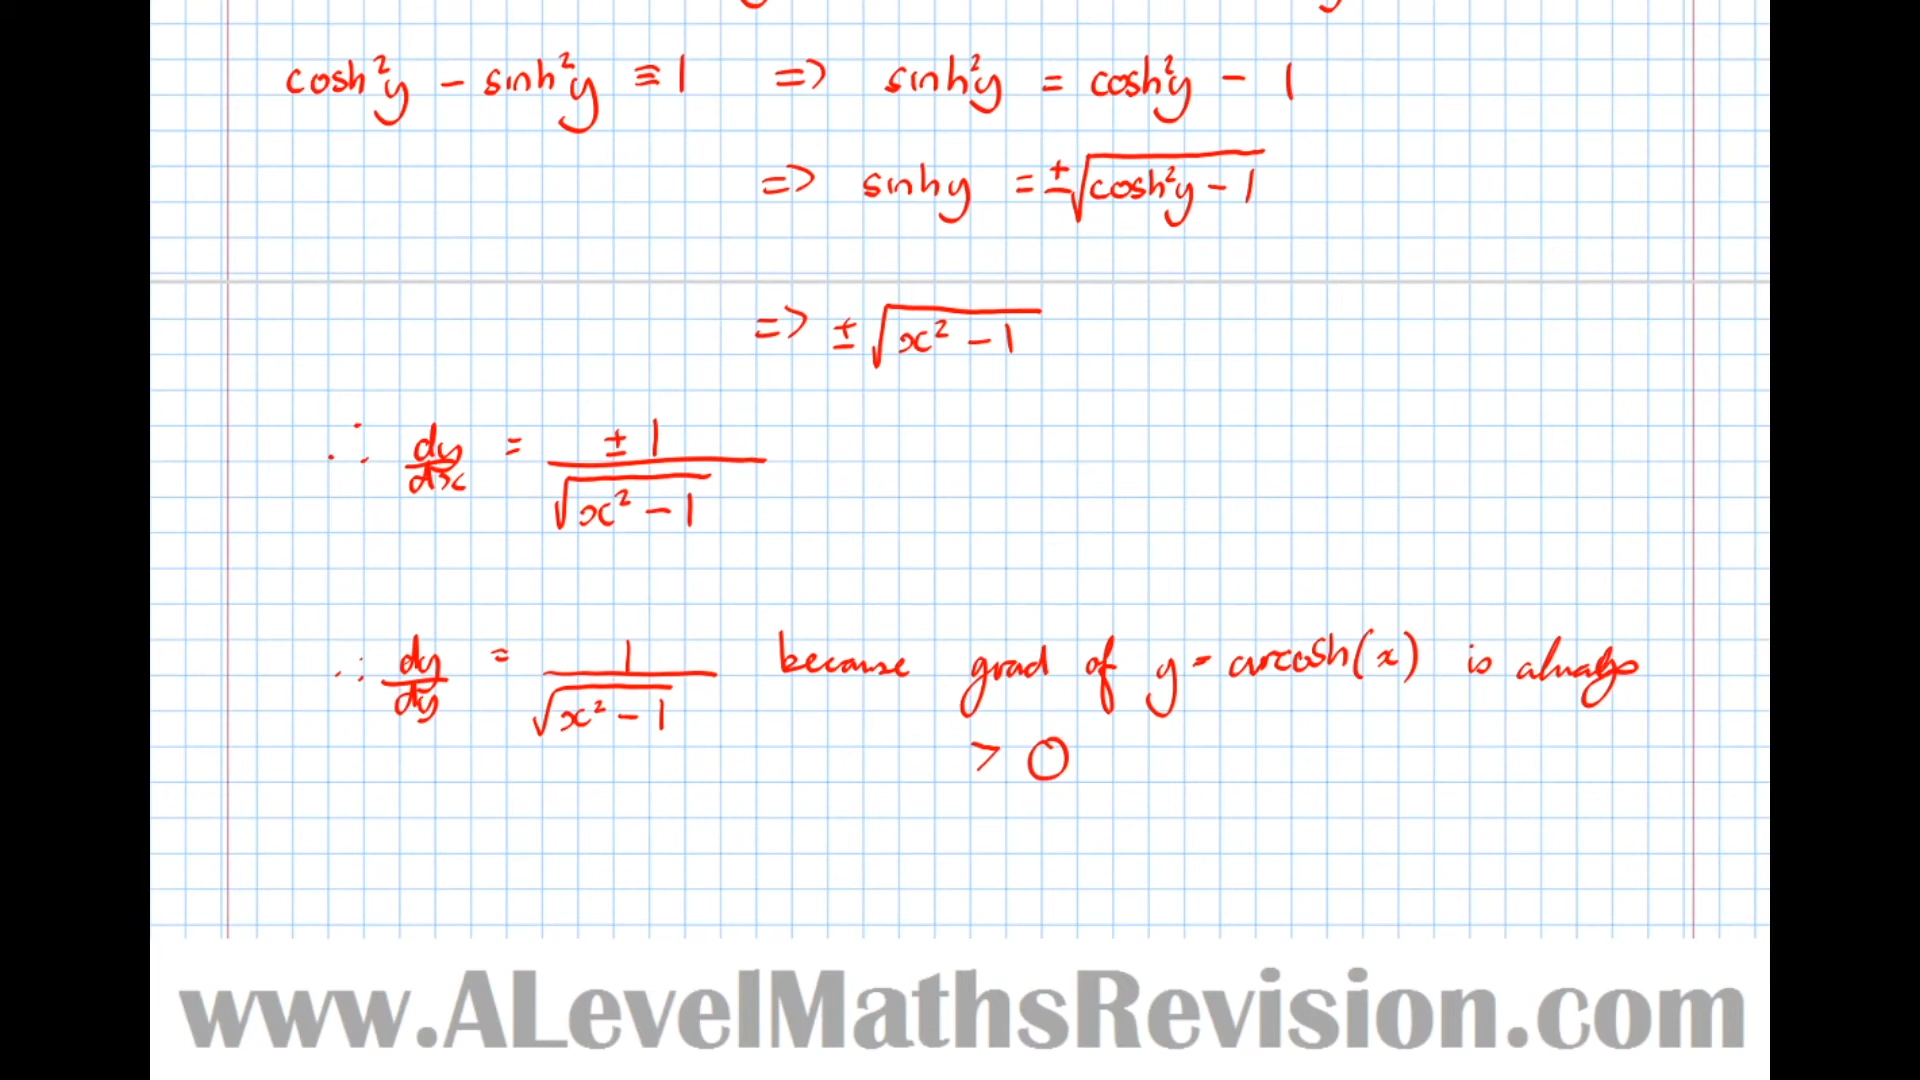 cosh²y - sinh²y ≡ 1 => sinh²y = cosh²y - 1
=> sinhy = ±√(cosh²y - 1)
=> ±√(x² - 1)
∴ dy/dx = ±1/√(x² - 1)
∴ dy/dy = 1/√(x² - 1) because grad of y = arcosh(x) is always
> 0
www.ALevelMathsRevision.com